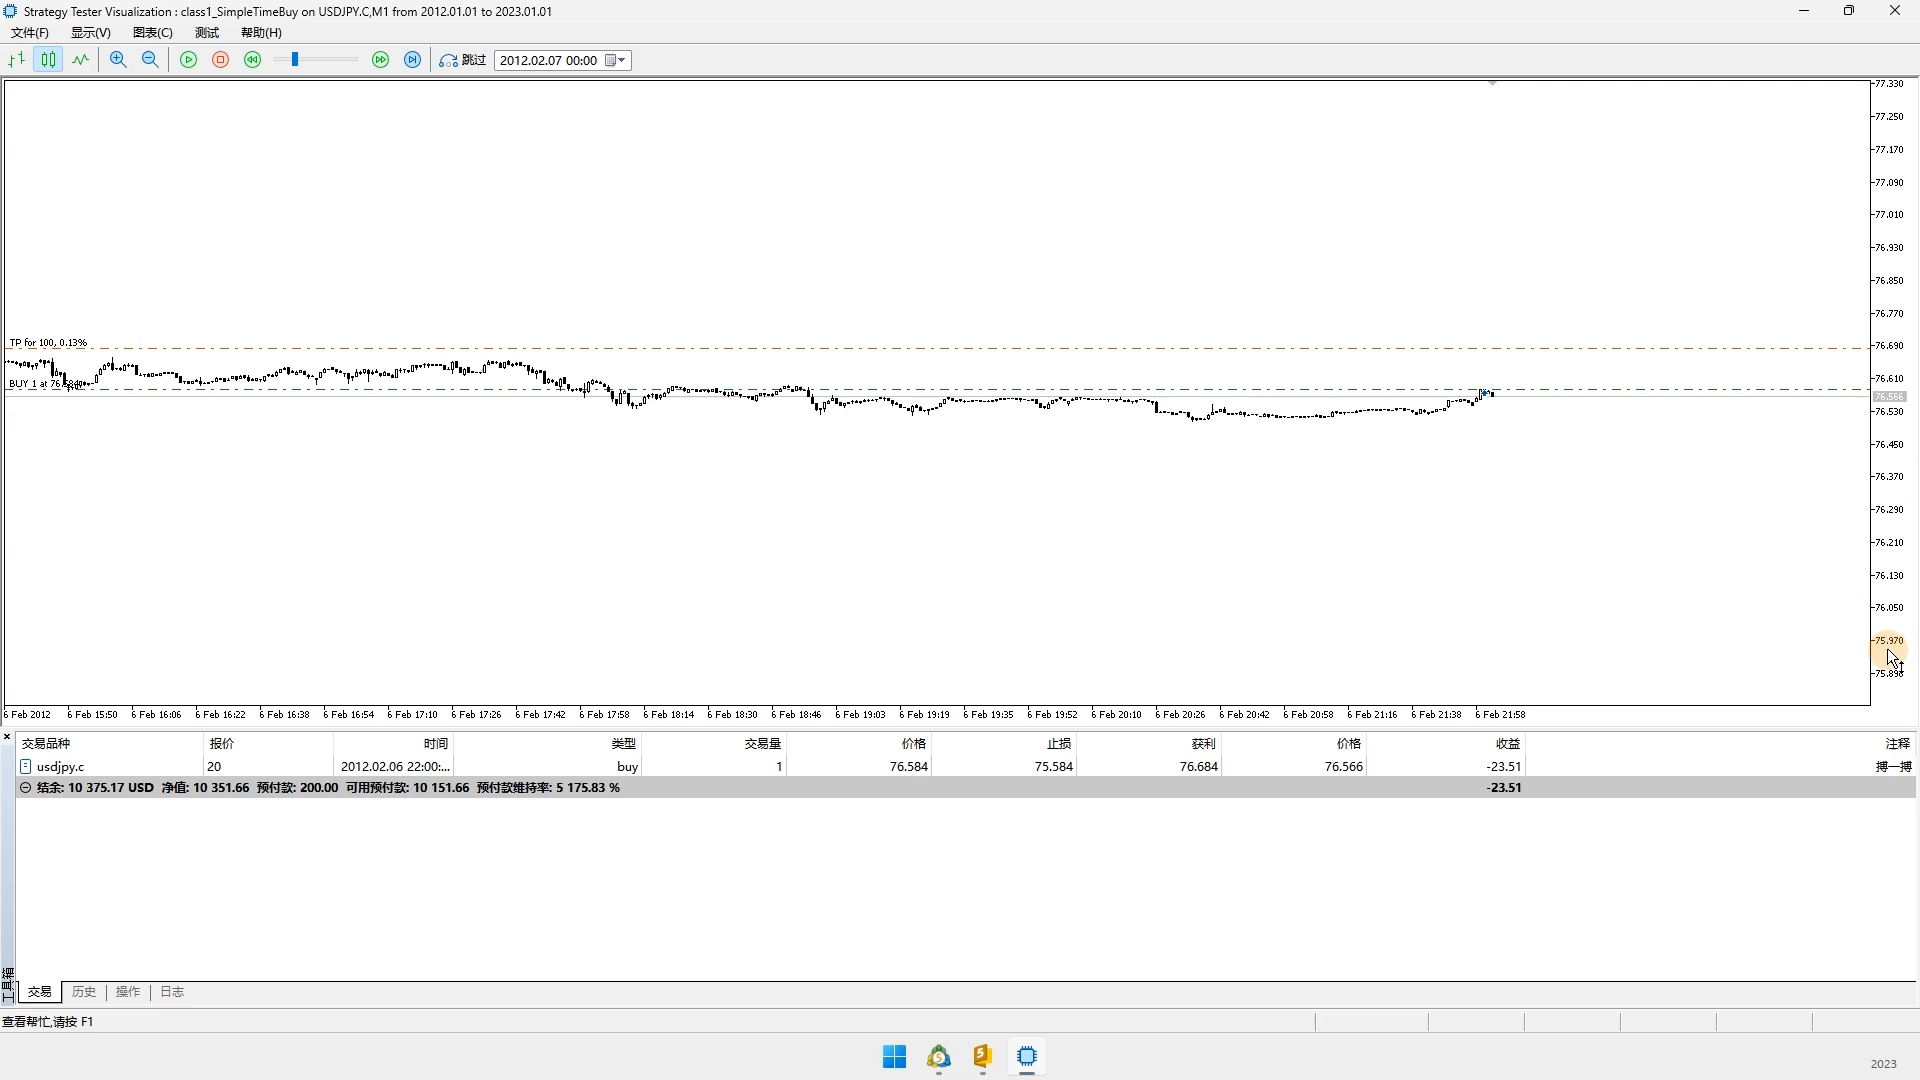 Strategy Tester Visualization : class1_SimpleTimeBuy on USDJPY.C,M1 from 2012.01.01 to 2023.01.01
文件(F) 显示(V) 图表(C) 测试 帮助(H)
跳过 2012.02.07 00:00
77.330
77.250
77.170
77.090
77.010
76.930
76.850
76.770
TP for 100, 0.13%
76.690
BUY 1 at 76.584
76.610
76.566
76.530
76.450
76.370
76.290
76.210
76.130
76.050
75.970
75.890
6 Feb 2012 6 Feb 15:50 6 Feb 16:06 6 Feb 16:22 6 Feb 16:38 6 Feb 16:54 6 Feb 17:10 6 Feb 17:26 6 Feb 17:42 6 Feb 17:58 6 Feb 18:14 6 Feb 18:30 6 Feb 18:46 6 Feb 19:03 6 Feb 19:19 6 Feb 19:35 6 Feb 19:52 6 Feb 20:10 6 Feb 20:26 6 Feb 20:42 6 Feb 20:58 6 Feb 21:16 6 Feb 21:38 6 Feb 21:58
交易品种 报价 时间 类型 交易量 价格 止损 获利 价格 收益 注释
usdjpy.c 20 2012.02.06 22:00:... buy 1 76.584 75.584 76.684 76.566 -23.51 搏一搏
结余: 10 375.17 USD 净值: 10 351.66 预付款: 200.00 可用预付款: 10 151.66 预付款维持率: 5 175.83 % -23.51
工具箱
交易 历史 操作 日志
查看帮忙,请按 F1
2023